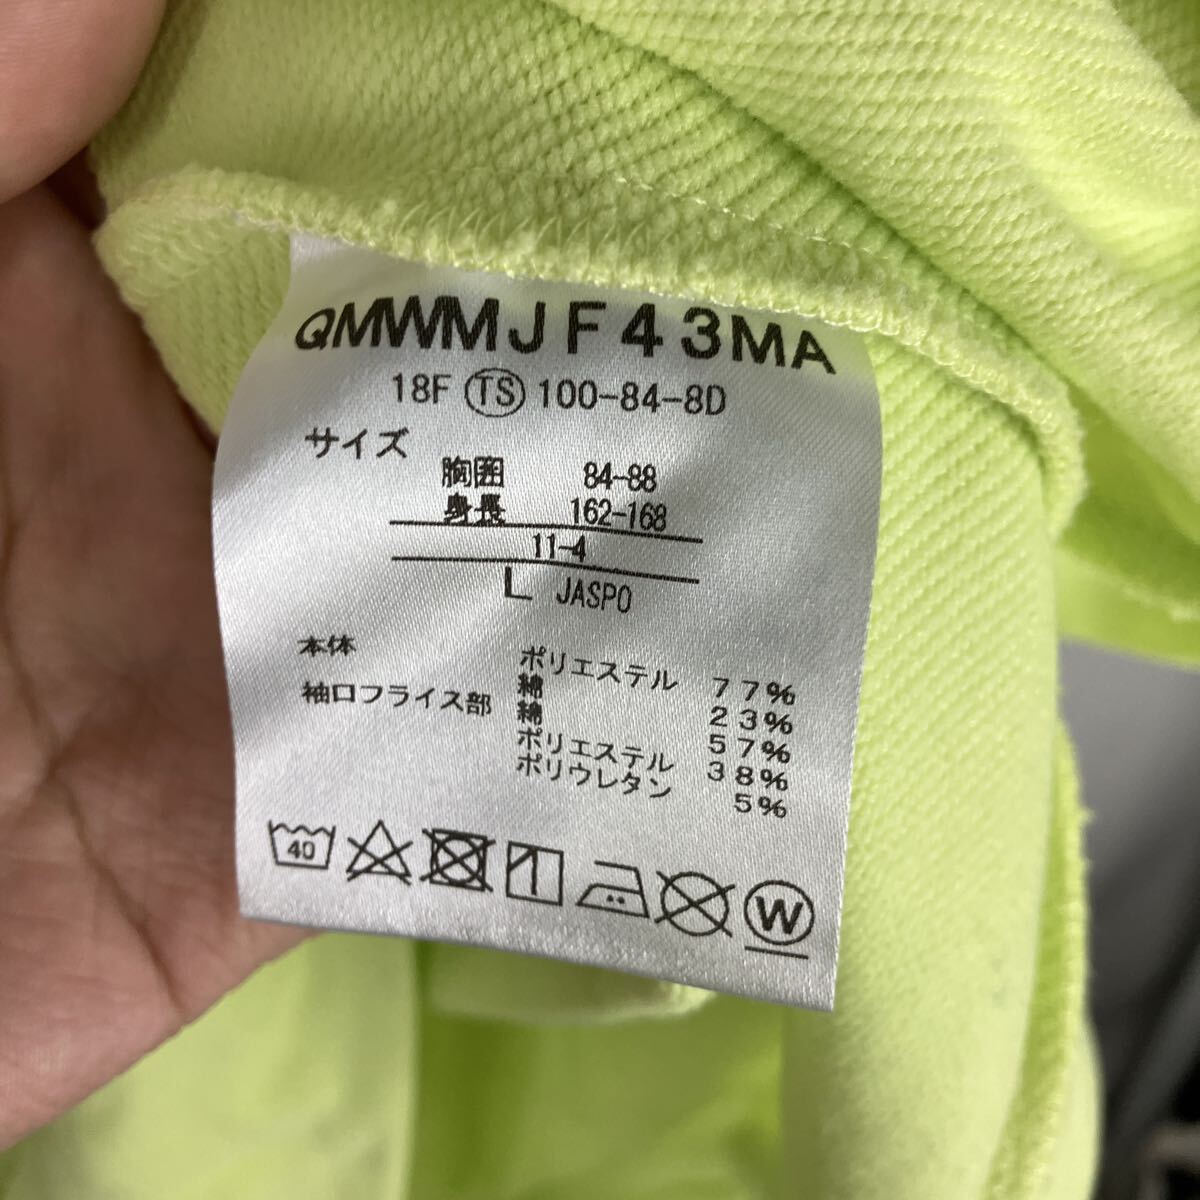 QMWMJF43MA
18F TS 100-84-8D
サイズ
胸囲 84-88
身長 162-168
11-4
L JASPO
本体 ポリエステル 77%
綿 23%
袖口フライス部 綿 57%
ポリエステル 38%
ポリウレタン 5%
40
W